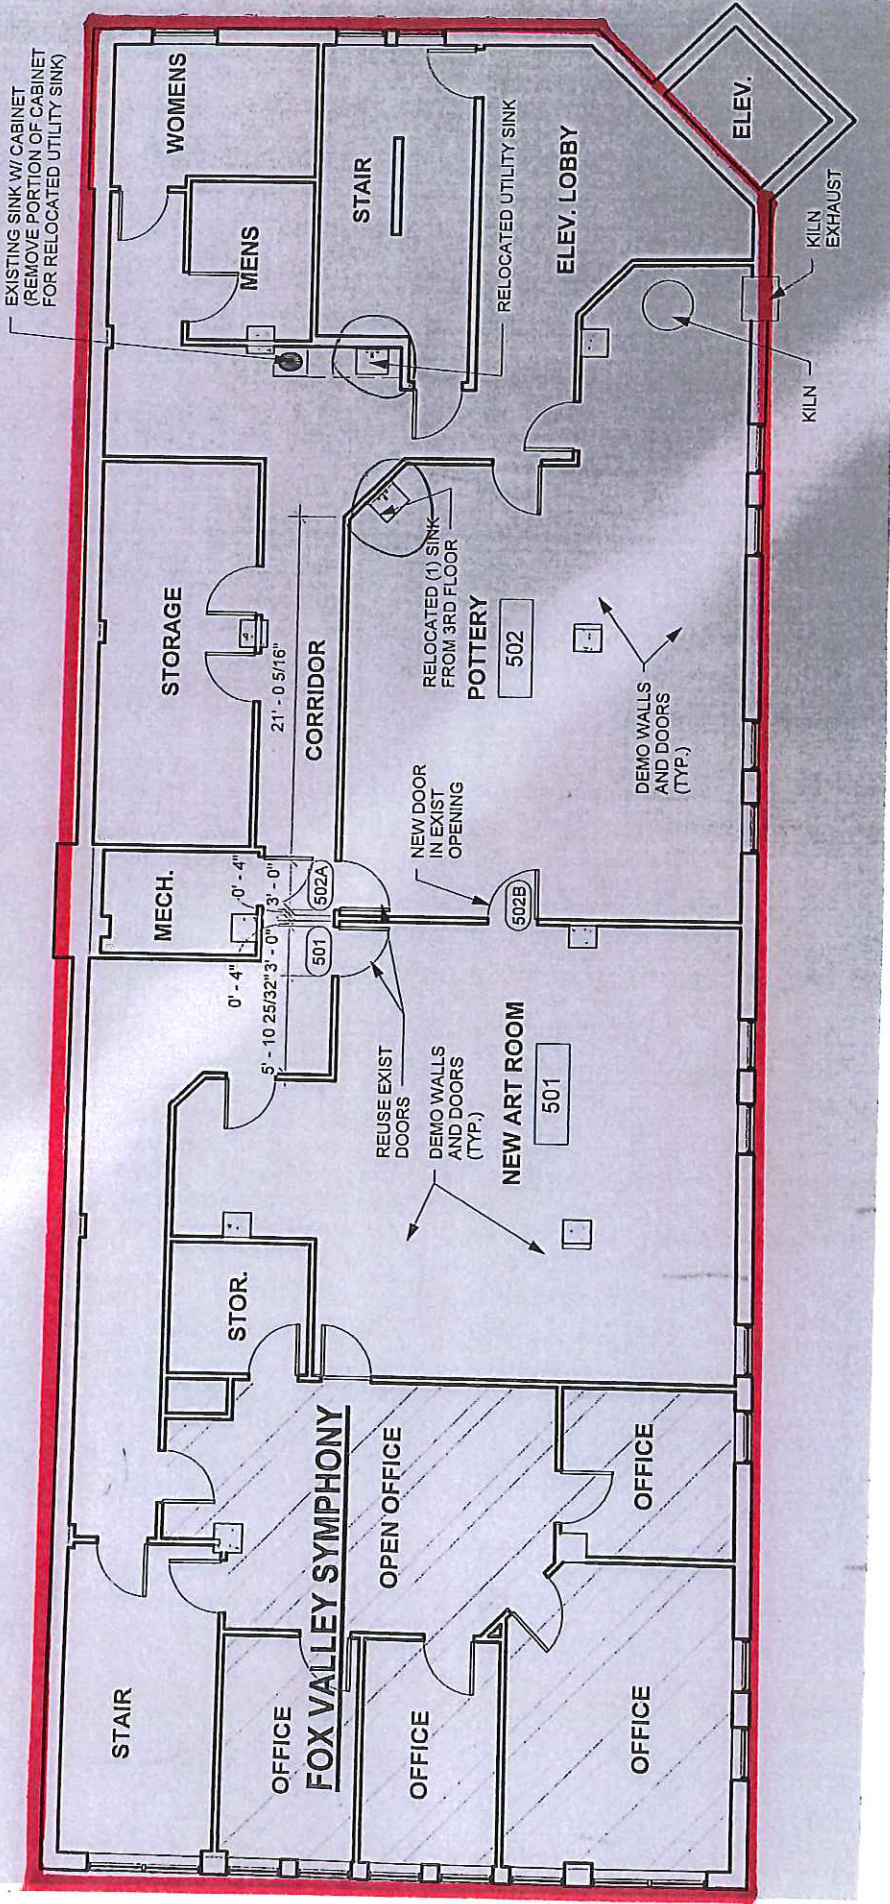 EXISTING SINK W/ CABINET
(REMOVE PORTION OF CABINET
FOR RELOCATED UTILITY SINK)
WOMENS
MENS
STAIR
RELOCATED UTILITY SINK
ELEV. LOBBY
ELEV.
KILN
EXHAUST
KILN
STORAGE
21' - 0 5/16"
CORRIDOR
RELOCATED (1) SINK
FROM 3RD FLOOR
POTTERY
502
DEMO WALLS
AND DOORS
(TYP.)
MECH.
0' - 4"
3' - 0"
502A
NEW DOOR
IN EXIST
OPENING
502B
0' - 4"
5' - 10 25/32"
3' - 0"
501
REUSE EXIST
DOORS
DEMO WALLS
AND DOORS
(TYP.)
NEW ART ROOM
501
STOR.
FOX VALLEY SYMPHONY
OPEN OFFICE
OFFICE
STAIR
OFFICE
OFFICE
OFFICE